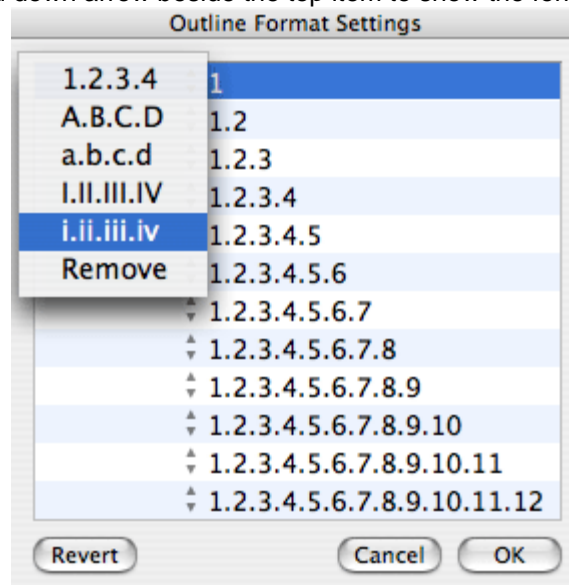 down arrow beside the top item to show the
Outline Format Settings
1.2.3.4
A.B.C.D
a.b.c.d
I.II.III.IV
i.ii.iii.iv
Remove
1
1.2
1.2.3
1.2.3.4
1.2.3.4.5
1.2.3.4.5.6
1.2.3.4.5.6.7
1.2.3.4.5.6.7.8
1.2.3.4.5.6.7.8.9
1.2.3.4.5.6.7.8.9.10
1.2.3.4.5.6.7.8.9.10.11
1.2.3.4.5.6.7.8.9.10.11.12
Revert Cancel OK